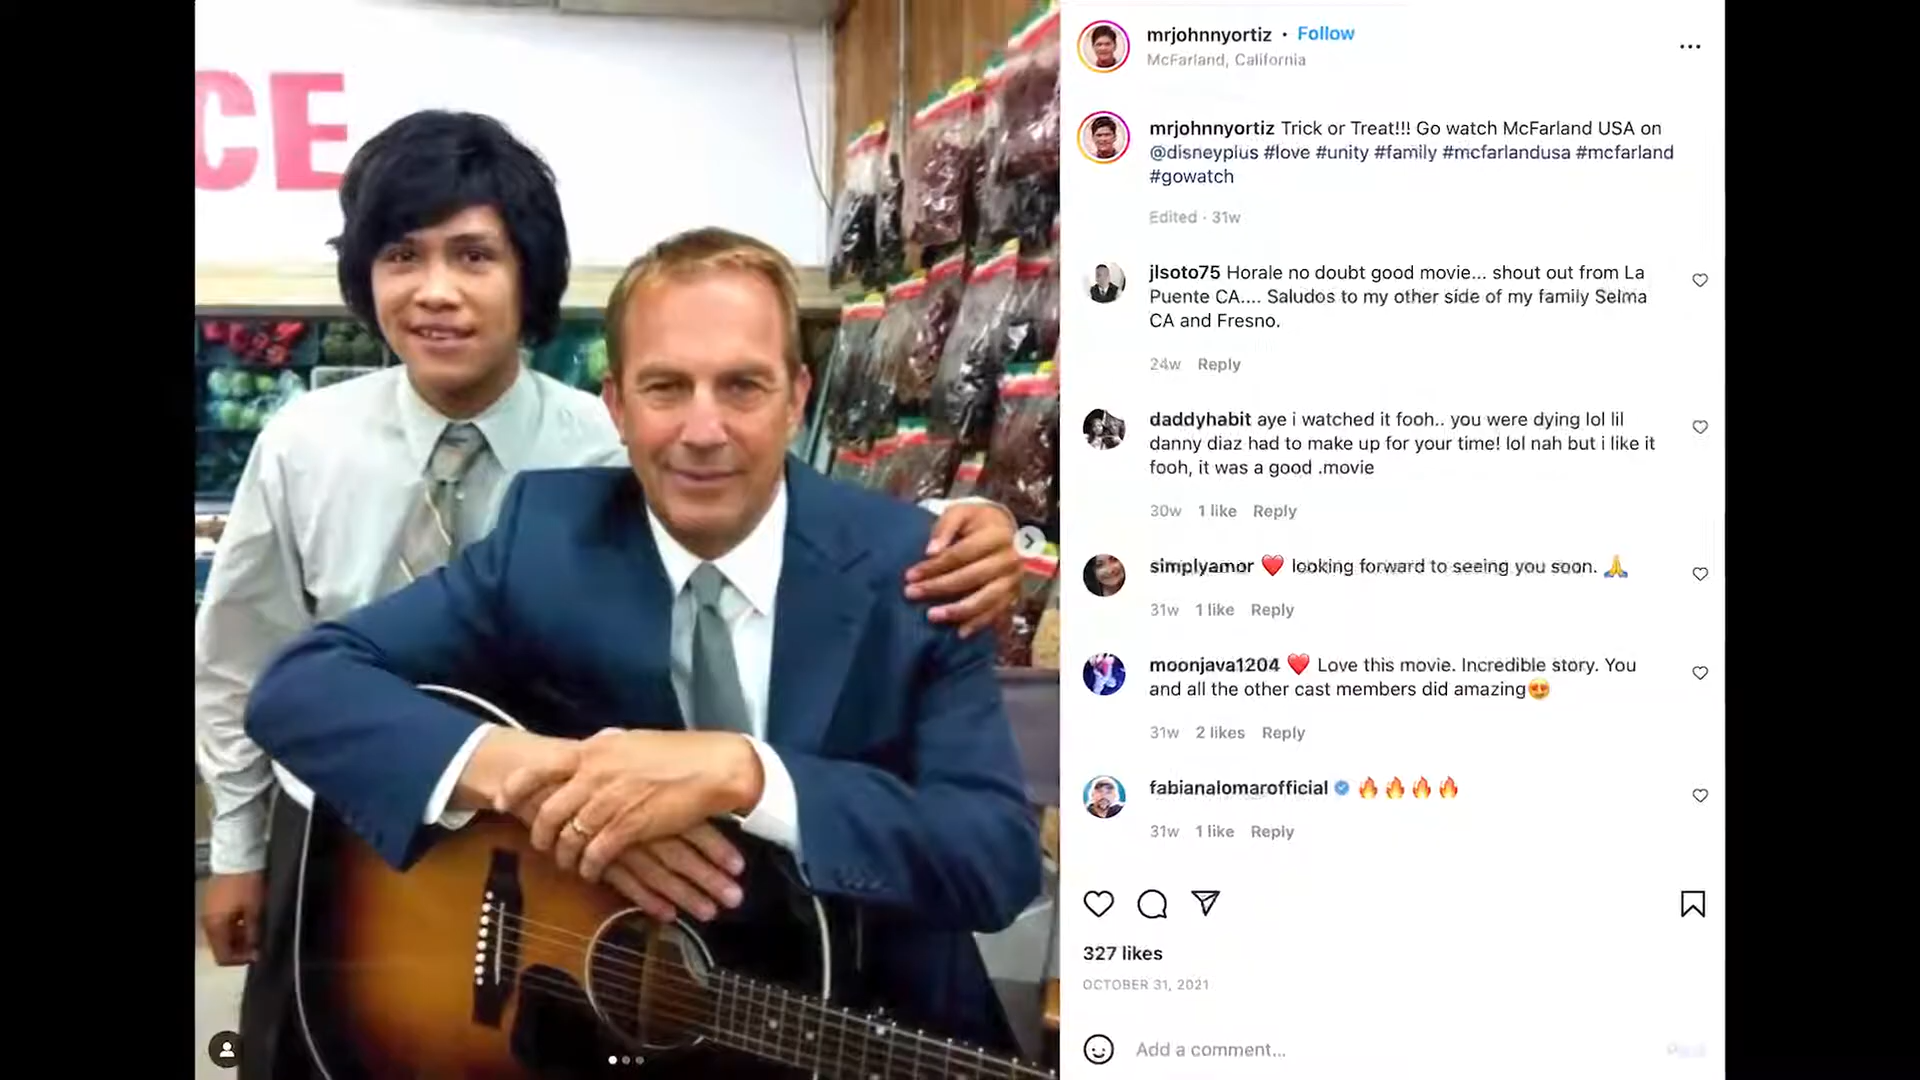 CE
mrjohnnyortiz • Follow
McFarland, California
mrjohnnyortiz Trick or Treat!!! Go watch McFarland USA on
@disneyplus #love #unity #family #mcfarlandusa #mcfarland
#gowatch
Edited · 31w
jlsoto75 Horale no doubt good movie... shout out from La
Puente CA.... Saludos to my other side of my family Selma
CA and Fresno.
24w Reply
daddyhabit aye i watched it fooh.. you were dying lol lil
danny diaz had to make up for your time! lol nah but i like it
fooh, it was a good .movie
30w 1 like Reply
simplyamor ❤️ looking forward to seeing you soon. 🙏
31w 1 like Reply
moonjava1204 ❤️ Love this movie. Incredible story. You
and all the other cast members did amazing😍
31w 2 likes Reply
fabianalomarofficial 🔥🔥🔥🔥
31w 1 like Reply
327 likes
OCTOBER 31, 2021
Add a comment...